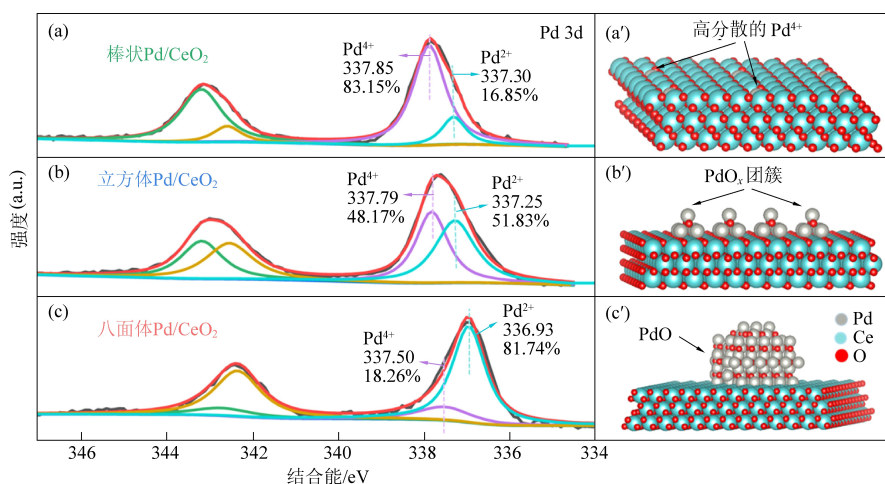 (a)
棒状Pd/CeO₂
Pd⁴⁺
337.85
83.15%
Pd²⁺
337.30
16.85%
Pd 3d
(a′)
高分散的 Pd⁴⁺
(b)
立方体Pd/CeO₂
Pd⁴⁺
337.79
48.17%
Pd²⁺
337.25
51.83%
(b′)
PdOₓ 团簇
(c)
八面体Pd/CeO₂
Pd⁴⁺
337.50
18.26%
Pd²⁺
336.93
81.74%
(c′)
PdO
Pd
Ce
O
强度 (a.u.)
346 344 342 340 338 336 334
结合能/eV